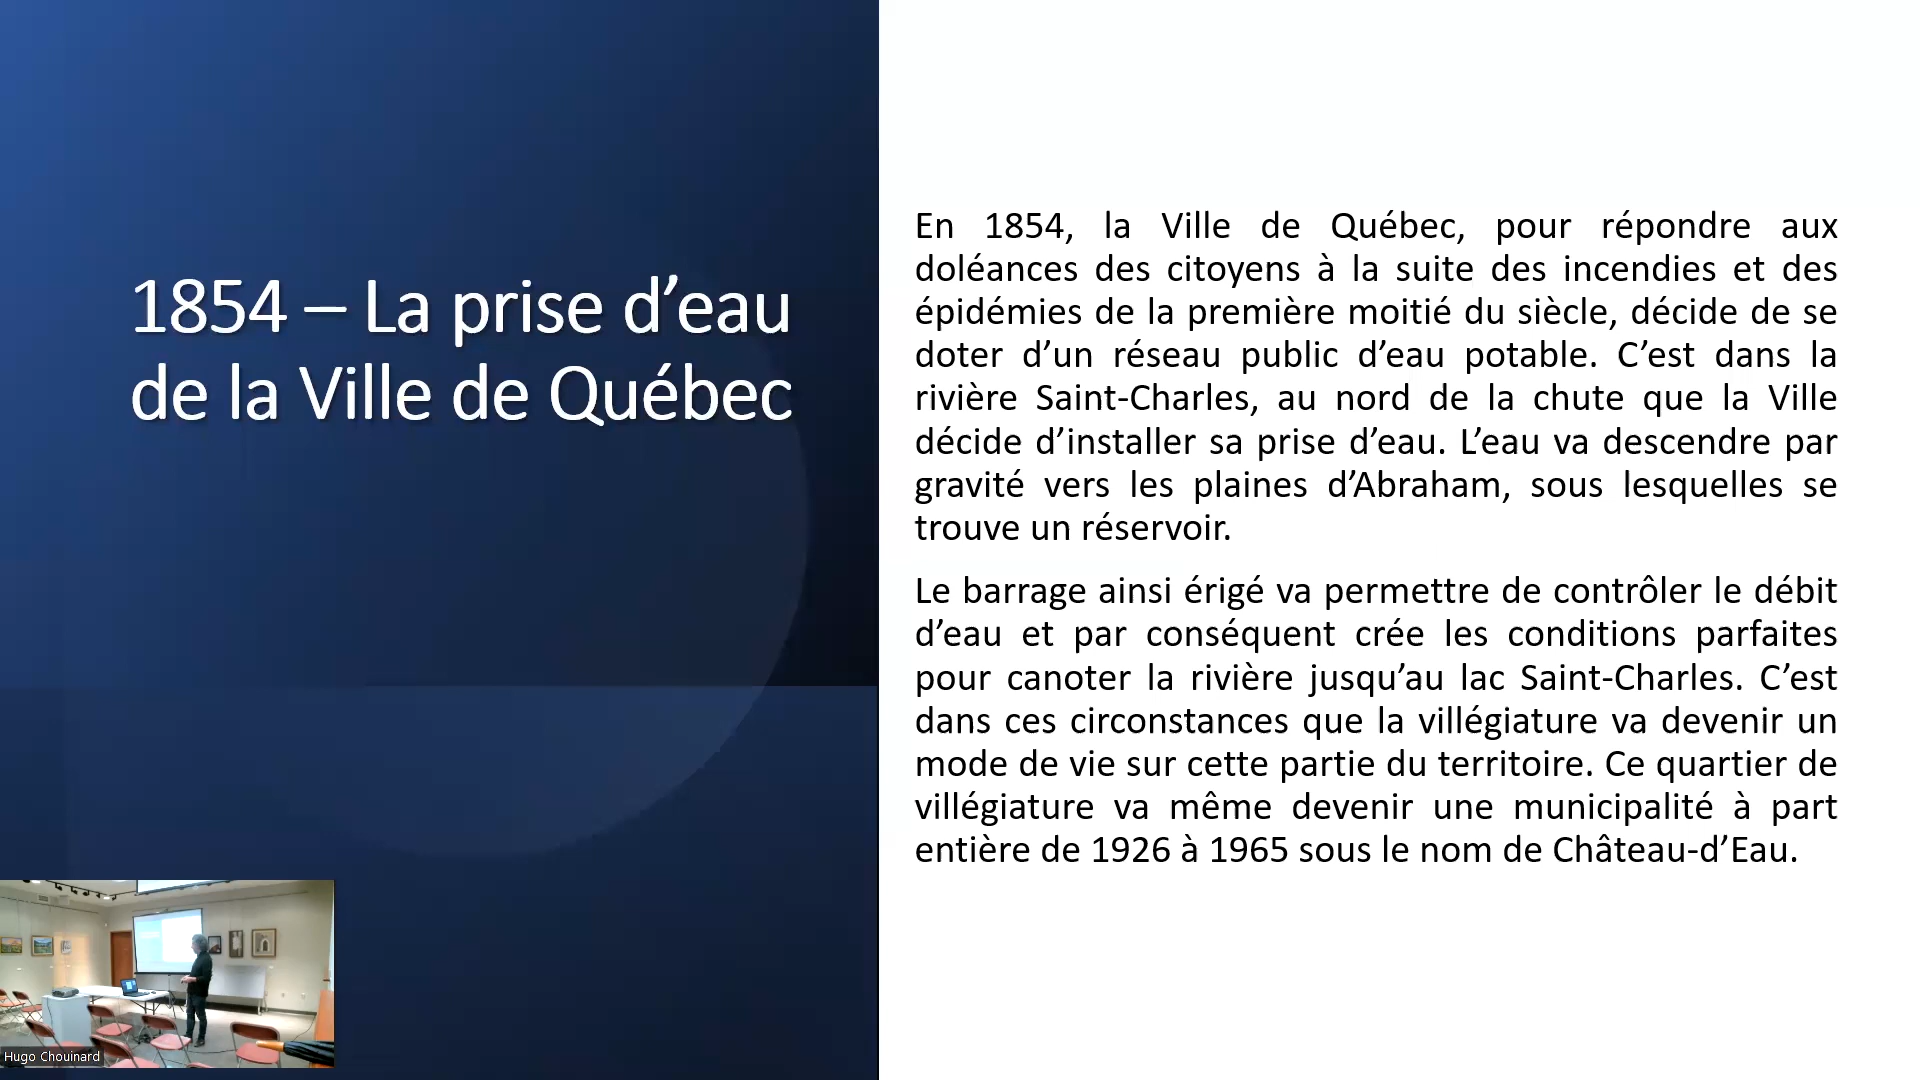 1854 – La prise d’eau
de la Ville de Québec
En 1854, la Ville de Québec, pour répondre aux
doléances des citoyens à la suite des incendies et des
épidémies de la première moitié du siècle, décide de se
doter d’un réseau public d’eau potable. C’est dans la
rivière Saint-Charles, au nord de la chute que la Ville
décide d’installer sa prise d’eau. L’eau va descendre par
gravité vers les plaines d’Abraham, sous lesquelles se
trouve un réservoir.
Le barrage ainsi érigé va permettre de contrôler le débit
d’eau et par conséquent crée les conditions parfaites
pour canoter la rivière jusqu’au lac Saint-Charles. C’est
dans ces circonstances que la villégiature va devenir un
mode de vie sur cette partie du territoire. Ce quartier de
villégiature va même devenir une municipalité à part
entière de 1926 à 1965 sous le nom de Château-d’Eau.
Hugo Chouinard